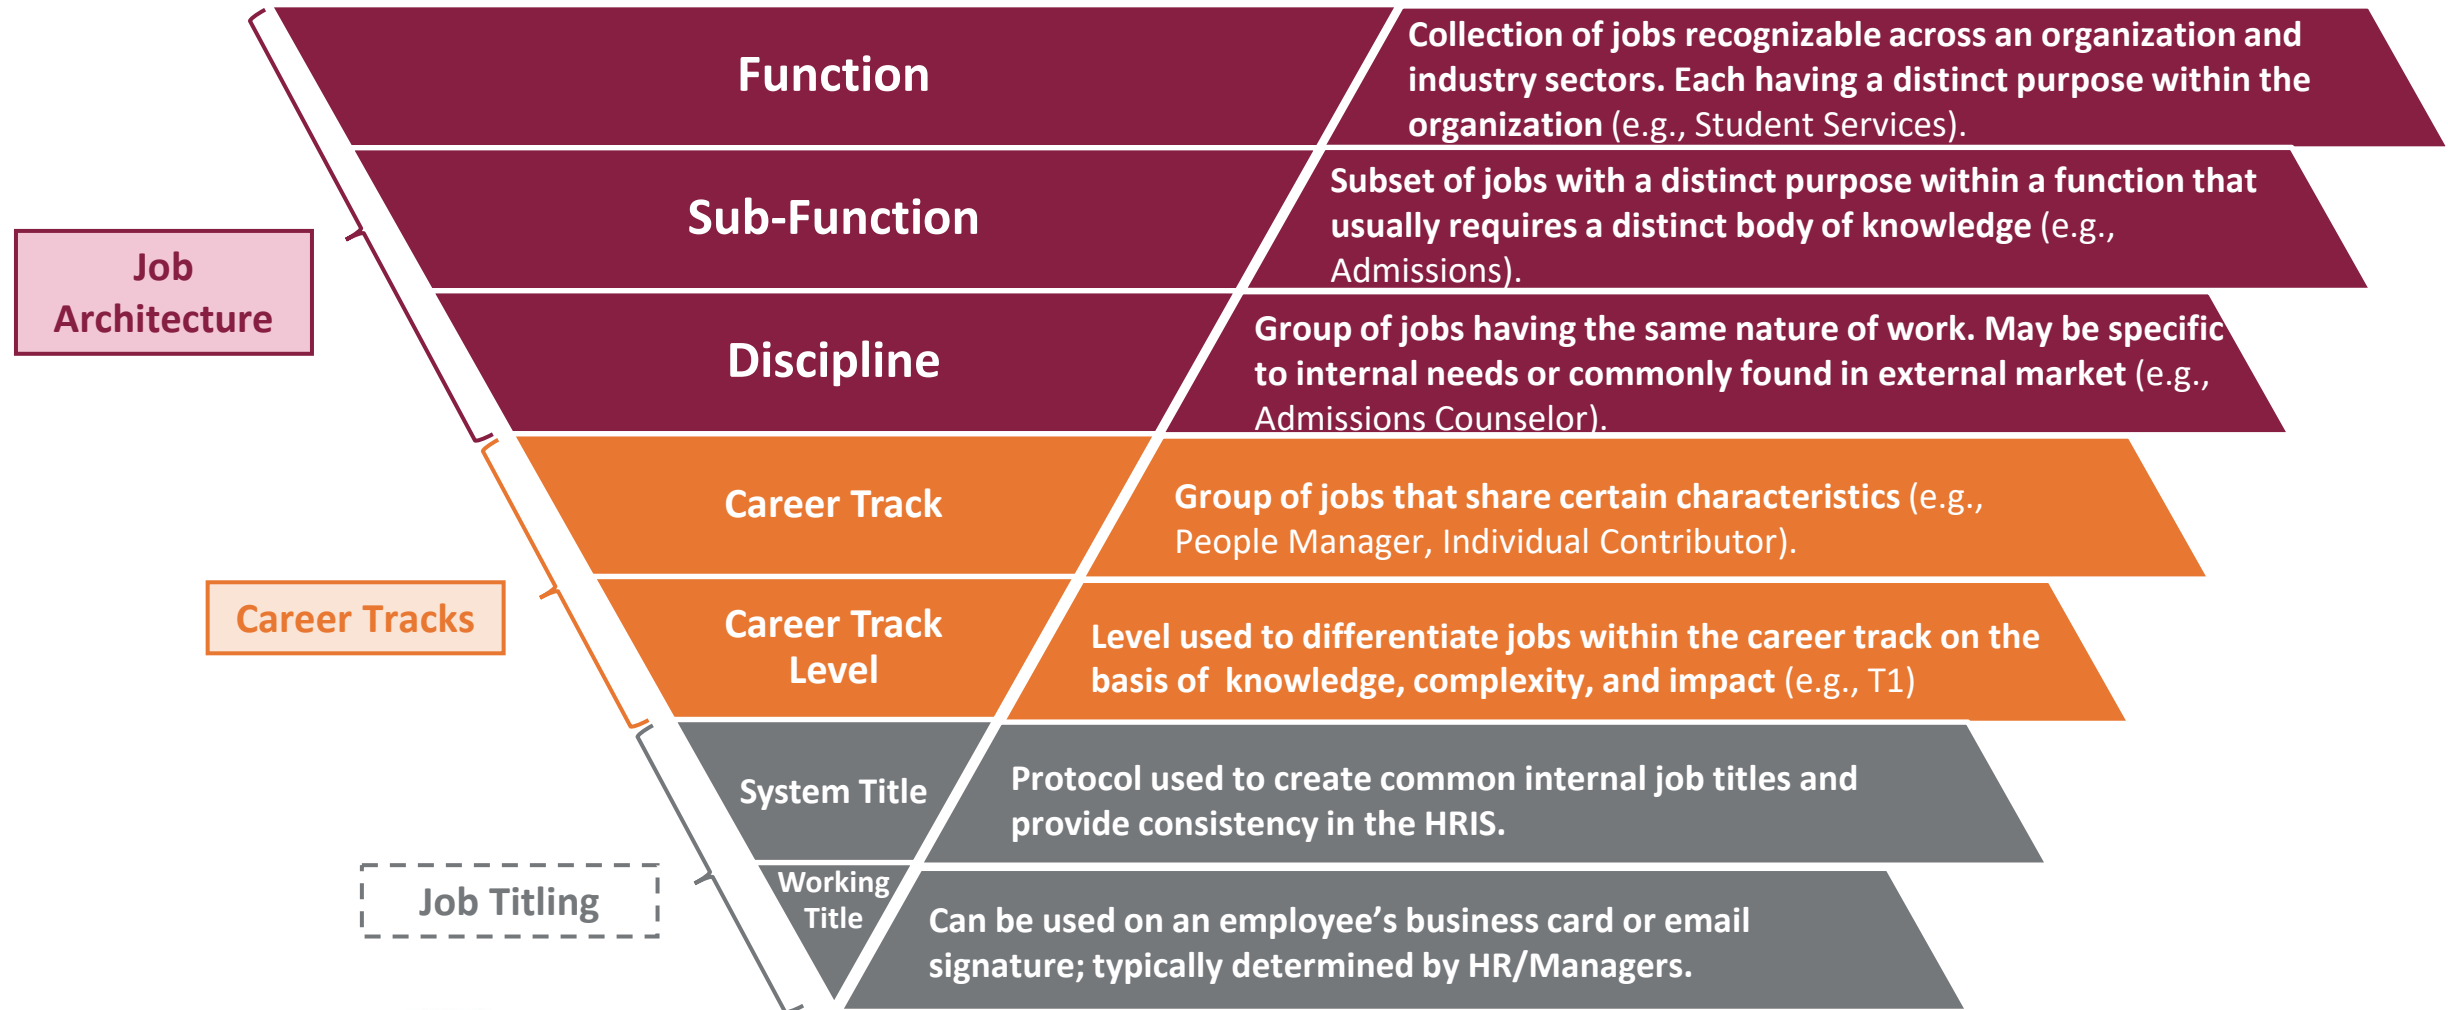 Function
Collection of jobs recognizable across an organization and
industry sectors. Each having a distinct purpose within the
organization (e.g., Student Services).
Sub-Function
Subset of jobs with a distinct purpose within a function that
usually requires a distinct body of knowledge (e.g.,
Admissions).
Job
Architecture
Discipline
Group of jobs having the same nature of work. May be specific
to internal needs or commonly found in external market (e.g.,
Admissions Counselor).
Career Track
Group of jobs that share certain characteristics (e.g.,
People Manager, Individual Contributor).
Career Tracks
Career Track
Level
Level used to differentiate jobs within the career track on the
basis of  knowledge, complexity, and impact (e.g., T1)
System Title
Protocol used to create common internal job titles and
provide consistency in the HRIS.
Job Titling
Working
Title
Can be used on an employee’s business card or email
signature; typically determined by HR/Managers.